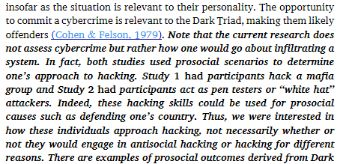 insofar as the situation is relevant to their personality. The opportunity
to commit a cybercrime is relevant to the Dark Triad, making them likely
offenders (Cohen & Felson, 1979). Note that the current research does
not assess cybercrime but rather how one would go about infiltrating a
system. In fact, both studies used prosocial scenarios to determine
one's approach to hacking. Study 1 had participants hack a mafia
group and Study 2 had participants act as pen testers or "white hat"
attackers. Indeed, these hacking skills could be used for prosocial
causes such as defending one's country. Thus, we were interested in
how these individuals approach hacking, not necessarily whether or
not they would engage in antisocial hacking or hacking for different
reasons. There are examples of prosocial outcomes derived from Dark